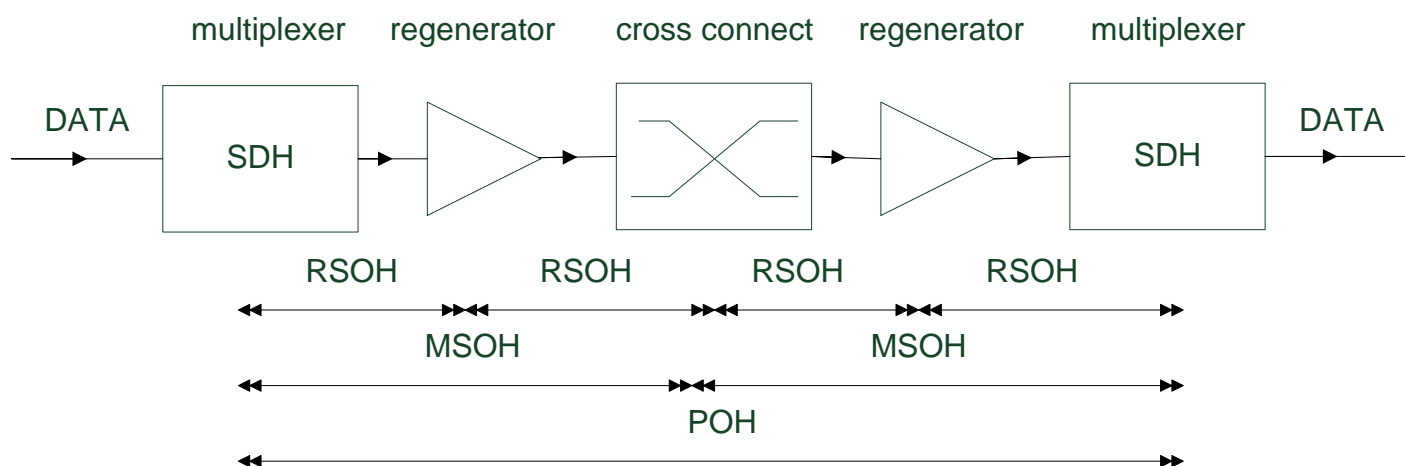 multiplexer regenerator cross connect regenerator multiplexer
DATA DATA
SDH SDH
RSOH RSOH RSOH RSOH
MSOH MSOH
POH